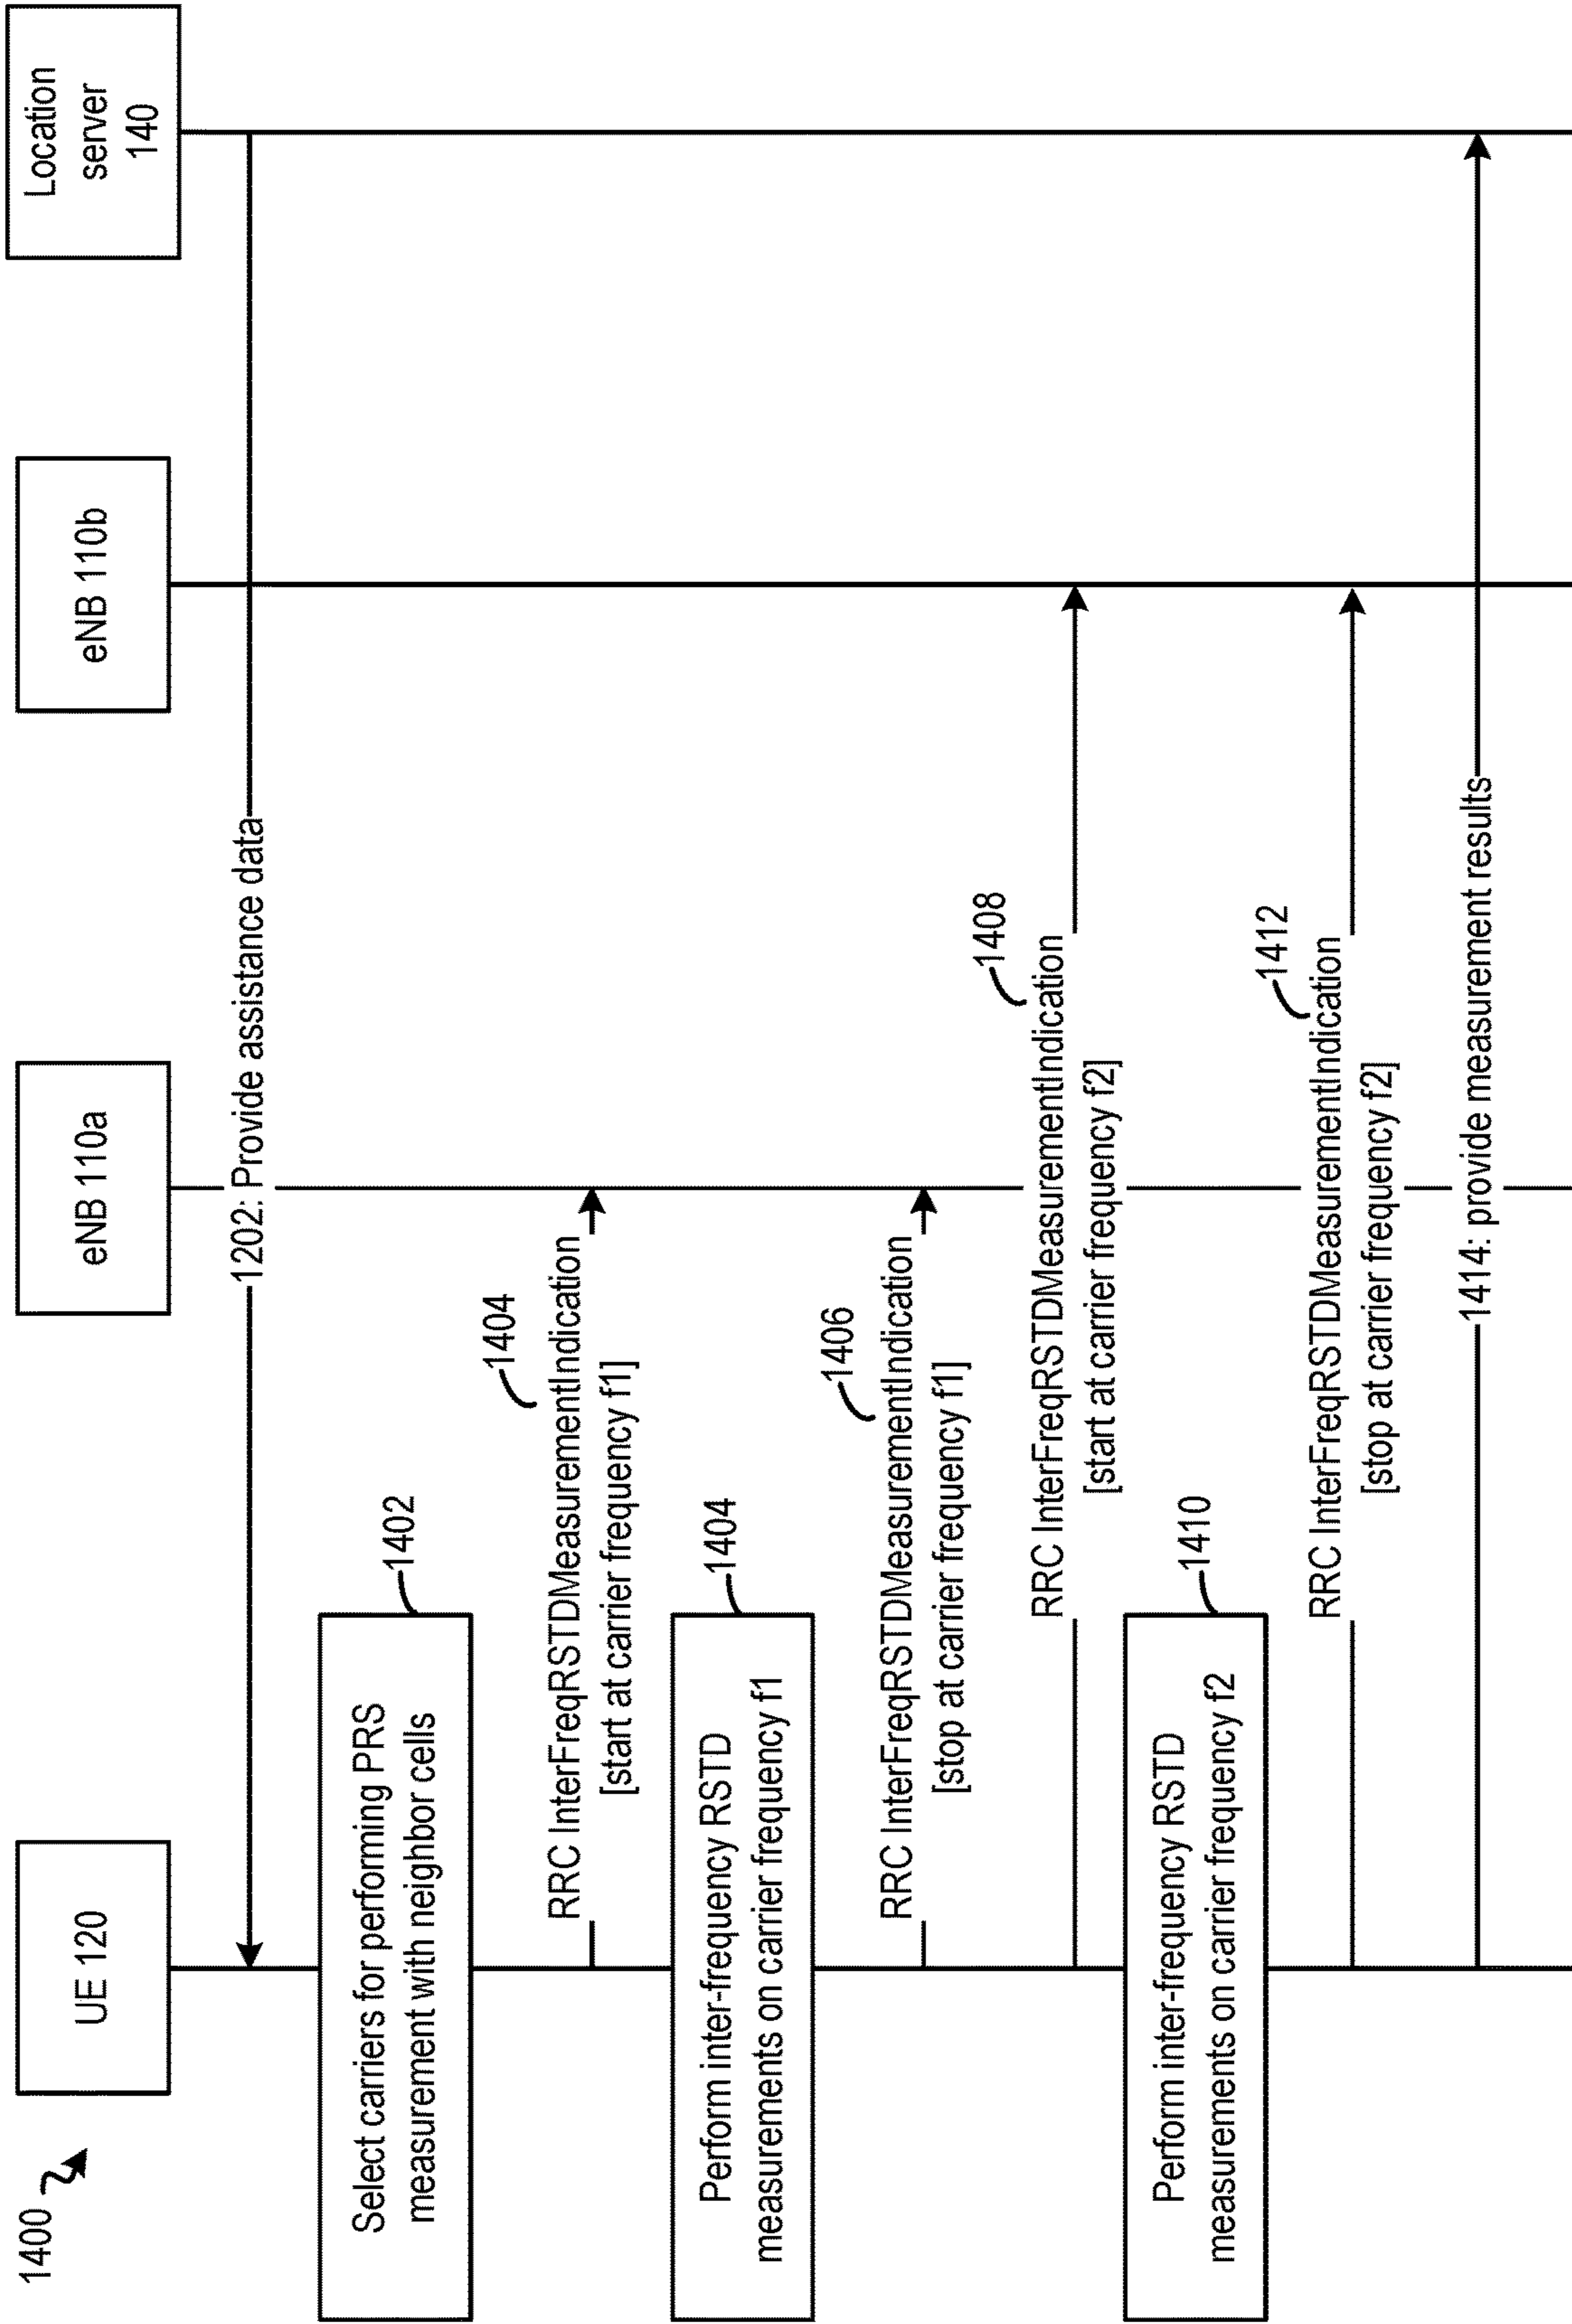 1400
UE 120
eNB 110a
eNB 110b
Location
server
140
1202: Provide assistance data
Select carriers for performing PRS
measurement with neighbor cells
1402
1404
RRC InterFreqRSTDMeasurementIndication
[start at carrier frequency f1]
Perform inter-frequency RSTD
measurements on carrier frequency f1
1404
1406
RRC InterFreqRSTDMeasurementIndication
[stop at carrier frequency f1]
1408
RRC InterFreqRSTDMeasurementIndication
[start at carrier frequency f2]
Perform inter-frequency RSTD
measurements on carrier frequency f2
1410
1412
RRC InterFreqRSTDMeasurementIndication
[stop at carrier frequency f2]
1414: provide measurement results